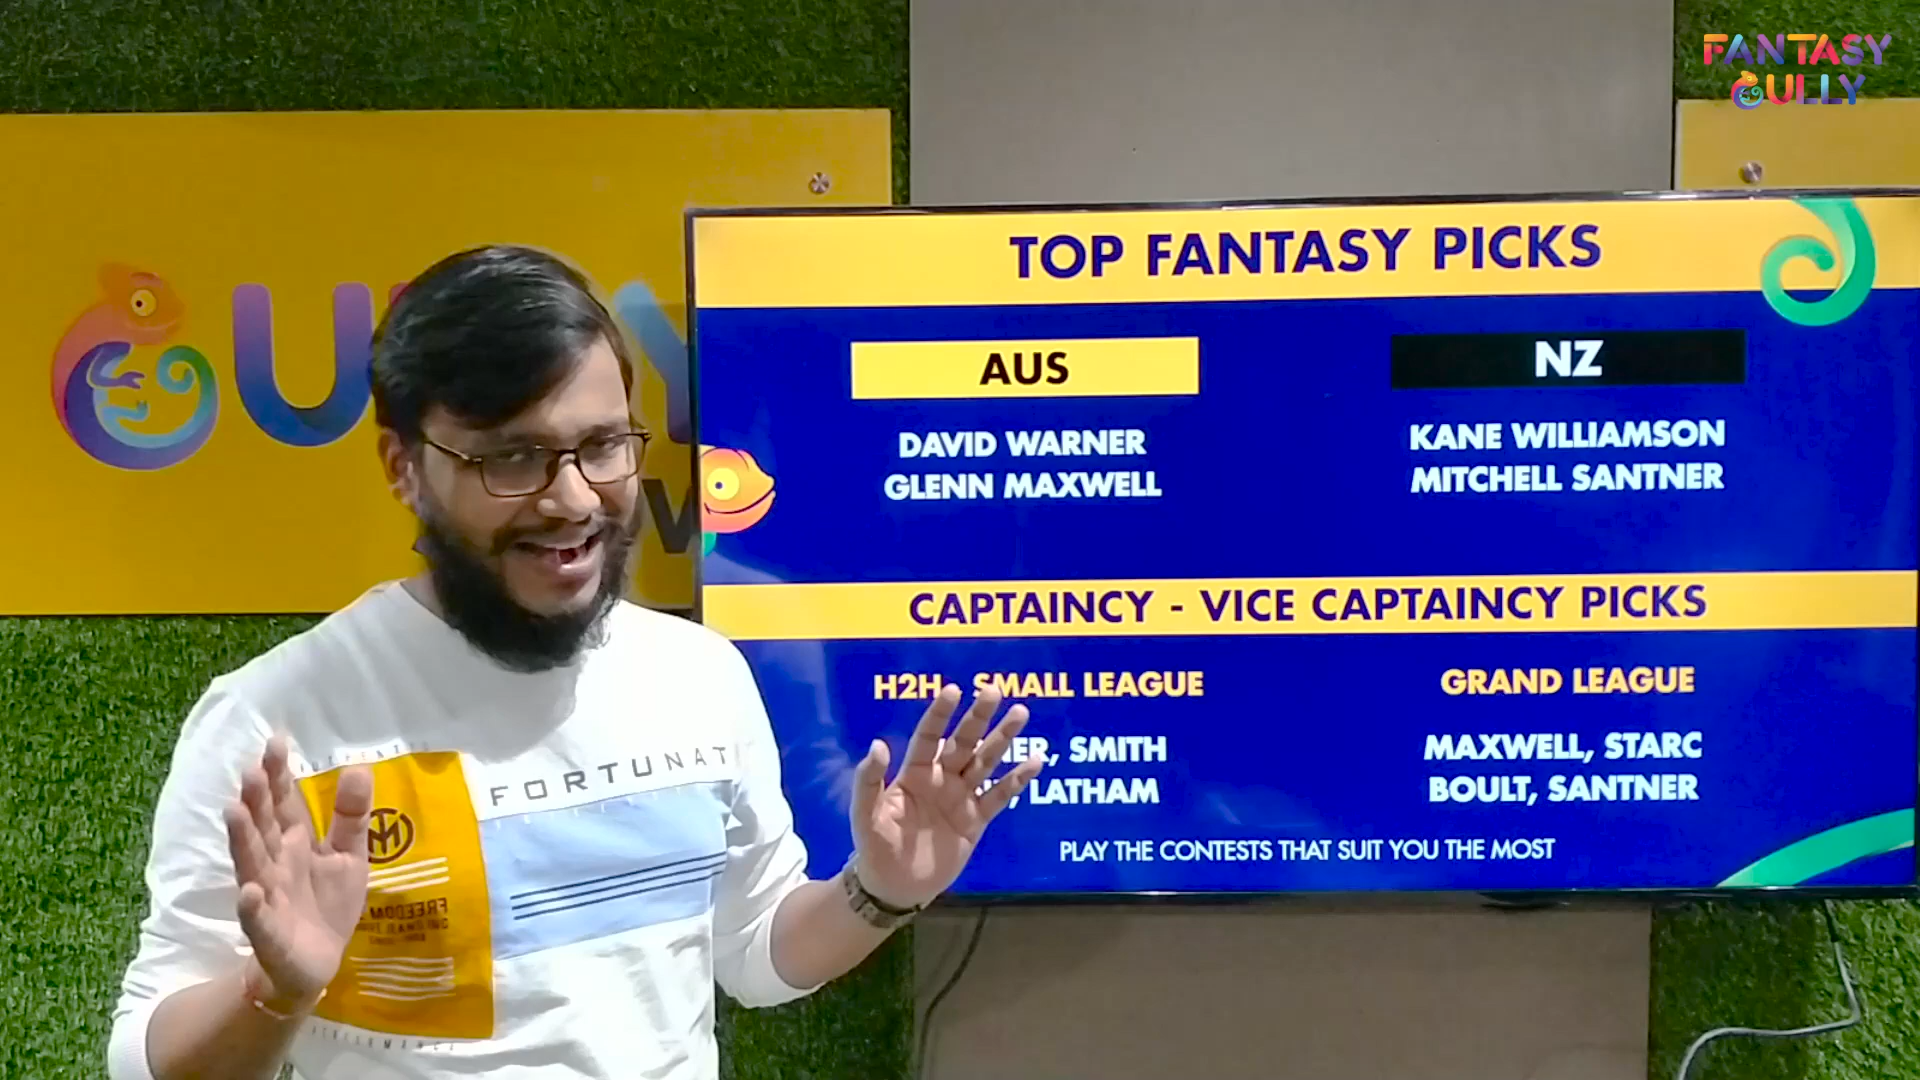 FANTASY
GULLY
TOP FANTASY PICKS
AUS
NZ
DAVID WARNER
GLENN MAXWELL
KANE WILLIAMSON
MITCHELL SANTNER
CAPTAINCY - VICE CAPTAINCY PICKS
H2H - SMALL LEAGUE
GRAND LEAGUE
SMITH
LATHAM
MAXWELL, STARC
BOULT, SANTNER
PLAY THE CONTESTS THAT SUIT YOU THE MOST
FORTUNAT
FREEDOM